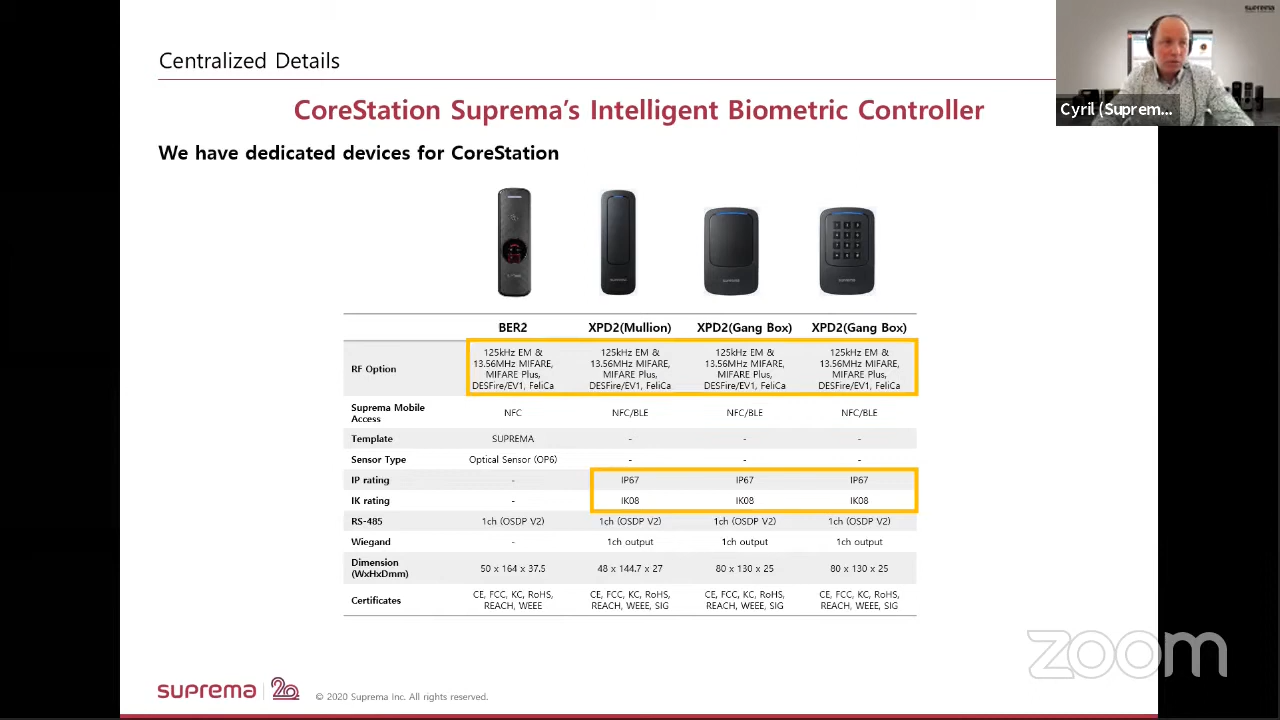 Centralized Details
CoreStation Suprema’s Intelligent Biometric Controller
We have dedicated devices for CoreStation
SUPREMA
Cyril (Suprem...
SUPREMA
SUPREMA
SUPREMA
BER2 XPD2(Mullion) XPD2(Gang Box) XPD2(Gang Box)
RF Option
125kHz EM & 125kHz EM & 125kHz EM & 125kHz EM &
13.56MHz MIFARE, 13.56MHz MIFARE, 13.56MHz MIFARE, 13.56MHz MIFARE,
MIFARE Plus, MIFARE Plus, MIFARE Plus, MIFARE Plus,
DESFire/EV1, FeliCa DESFire/EV1, FeliCa DESFire/EV1, FeliCa DESFire/EV1, FeliCa
Suprema Mobile
Access
NFC NFC/BLE NFC/BLE NFC/BLE
Template SUPREMA - - -
Sensor Type Optical Sensor (OP6) - - -
IP rating - IP67 IP67 IP67
IK rating - IK08 IK08 IK08
RS-485 1ch (OSDP V2) 1ch (OSDP V2) 1ch (OSDP V2) 1ch (OSDP V2)
Wiegand - 1ch output 1ch output 1ch output
Dimension
(WxHxDmm)
50 x 164 x 37.5 48 x 144.7 x 27 80 x 130 x 25 80 x 130 x 25
Certificates
CE, FCC, KC, RoHS, CE, FCC, KC, RoHS, CE, FCC, KC, RoHS, CE, FCC, KC, RoHS,
REACH, WEEE REACH, WEEE, SIG REACH, WEEE, SIG REACH, WEEE, SIG
zoom
suprema 20 © 2020 Suprema Inc. All rights reserved.